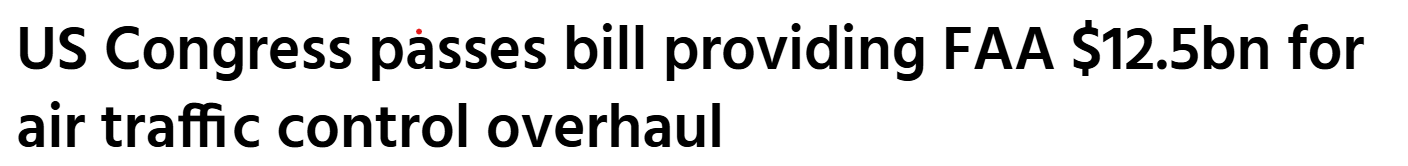 US Congress passes bill providing FAA $12.5bn for
air traffic control overhaul